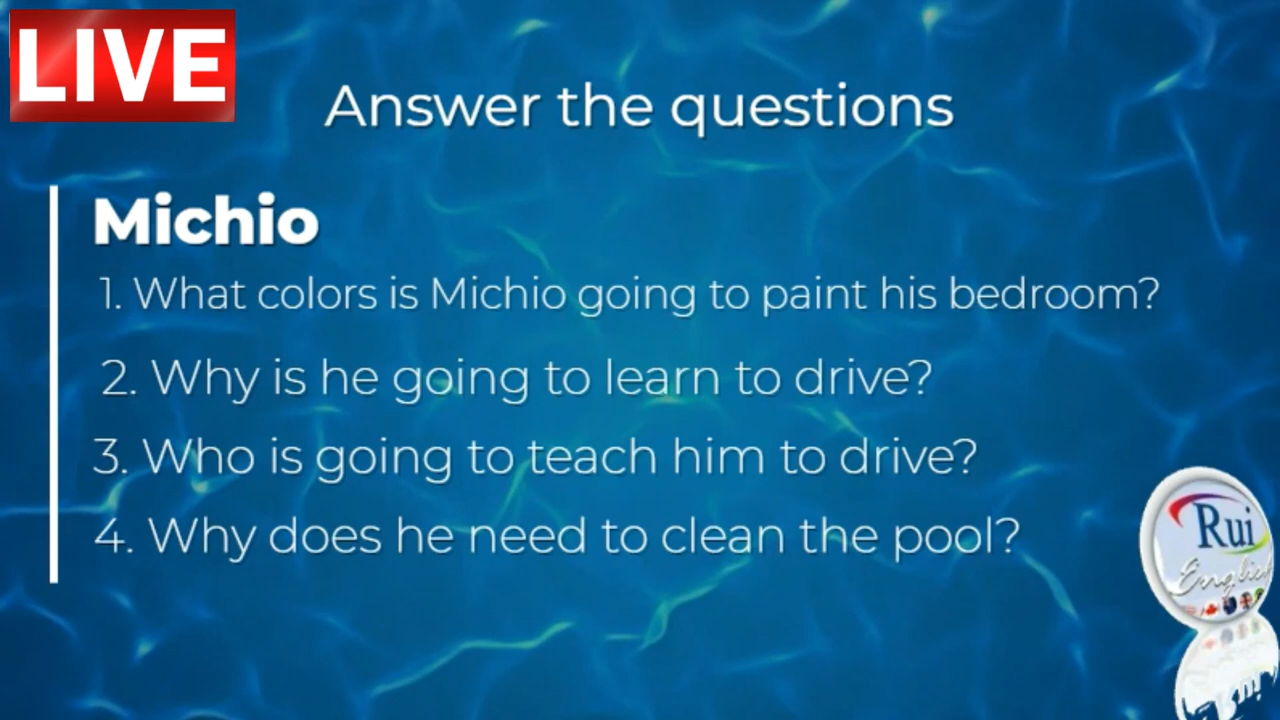 LIVE
Answer the questions
Michio
1. What colors is Michio going to paint his bedroom?
2. Why is he going to learn to drive?
3. Who is going to teach him to drive?
4. Why does he need to clean the pool?
Rui
English